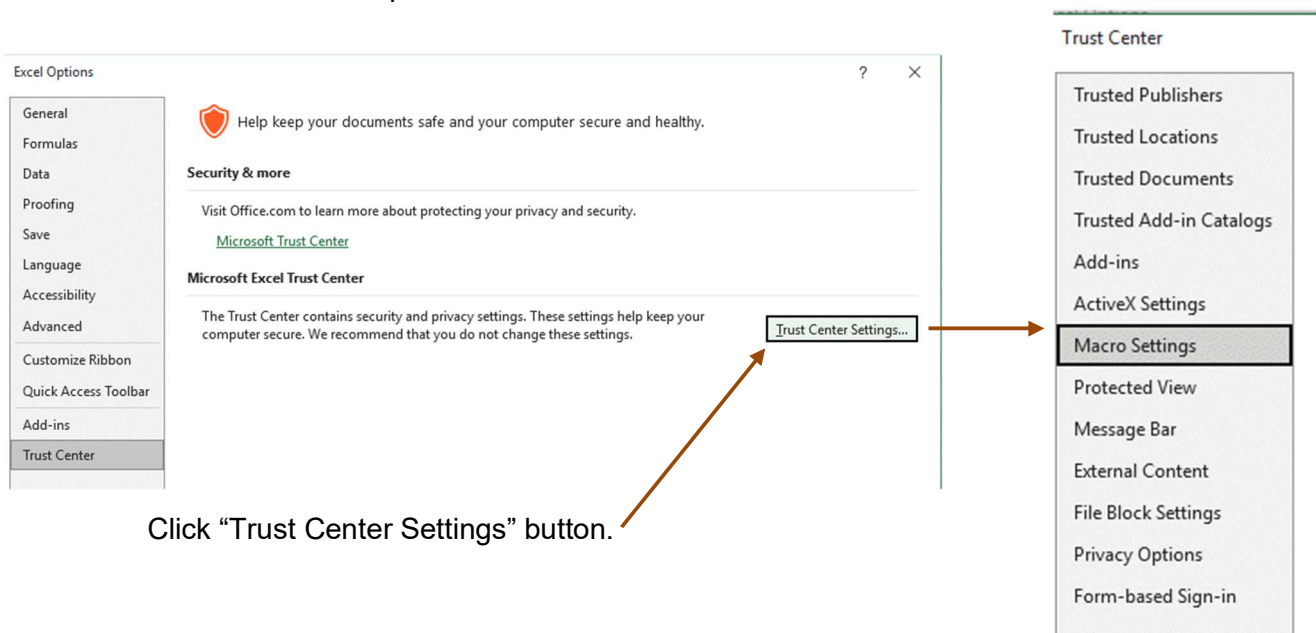 Excel Options
?
General
Formulas
Data
Proofing
Save
Language
Accessibility
Advanced
Customize Ribbon
Quick Access Toolbar
Add-ins
Trust Center
Help keep your documents safe and your computer secure and healthy.
Security & more
Visit Office.com to learn more about protecting your privacy and security.
Microsoft Trust Center
Microsoft Excel Trust Center
The Trust Center contains security and privacy settings. These settings help keep your
computer secure. We recommend that you do not change these settings.
Trust Center Settings...
Click “Trust Center Settings” button.
Trust Center
Trusted Publishers
Trusted Locations
Trusted Documents
Trusted Add-in Catalogs
Add-ins
ActiveX Settings
Macro Settings
Protected View
Message Bar
External Content
File Block Settings
Privacy Options
Form-based Sign-in